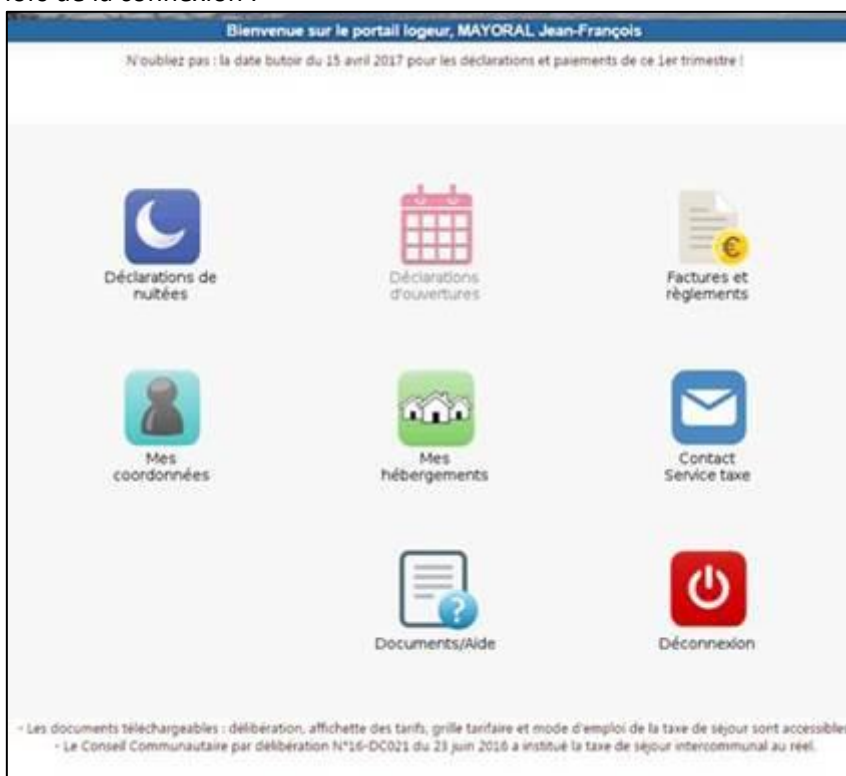 lors de la connexion :
Bienvenue sur le portail logeur, MAYORAL Jean-François
N'oubliez pas : la date butoir du 15 avril 2017 pour les déclarations et paiements de ce 1er trimestre !
Déclarations de
nuitées
Déclarations
d'ouvertures
Factures et
règlements
Mes
coordonnées
Mes
hébergements
Contact
Service taxe
Documents/Aide
Déconnexion
- Les documents téléchargeables : délibération, affichette des tarifs, grille tarifaire et mode d'emploi de la taxe de séjour sont accessibles
- Le Conseil Communautaire par délibération N°16-DC021 du 23 juin 2016 a institué la taxe de séjour intercommunal au réel.